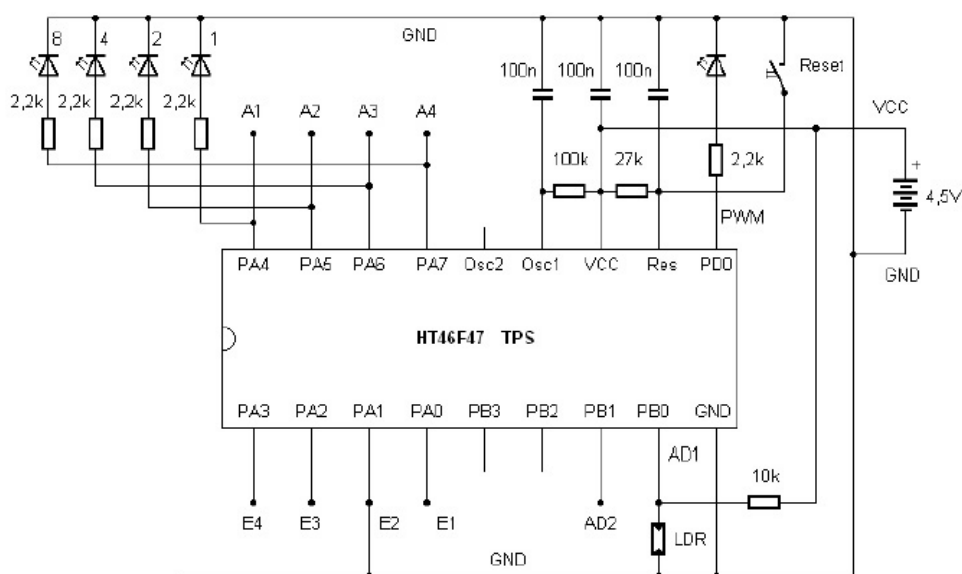 8 4 2 1
GND
2,2k 2,2k 2,2k 2,2k
100n 100n 100n
Reset
A1 A2 A3 A4
VCC
100k 27k 2,2k
+
4,5V
PWM
GND
PA4 PA5 PA6 PA7 Osc2 Osc1 VCC Res PD0
HT46F47 TPS
PA3 PA2 PA1 PA0 PB3 PB2 PB1 PB0 GND
AD1
10k
E4 E3 E2 E1 AD2
LDR
GND